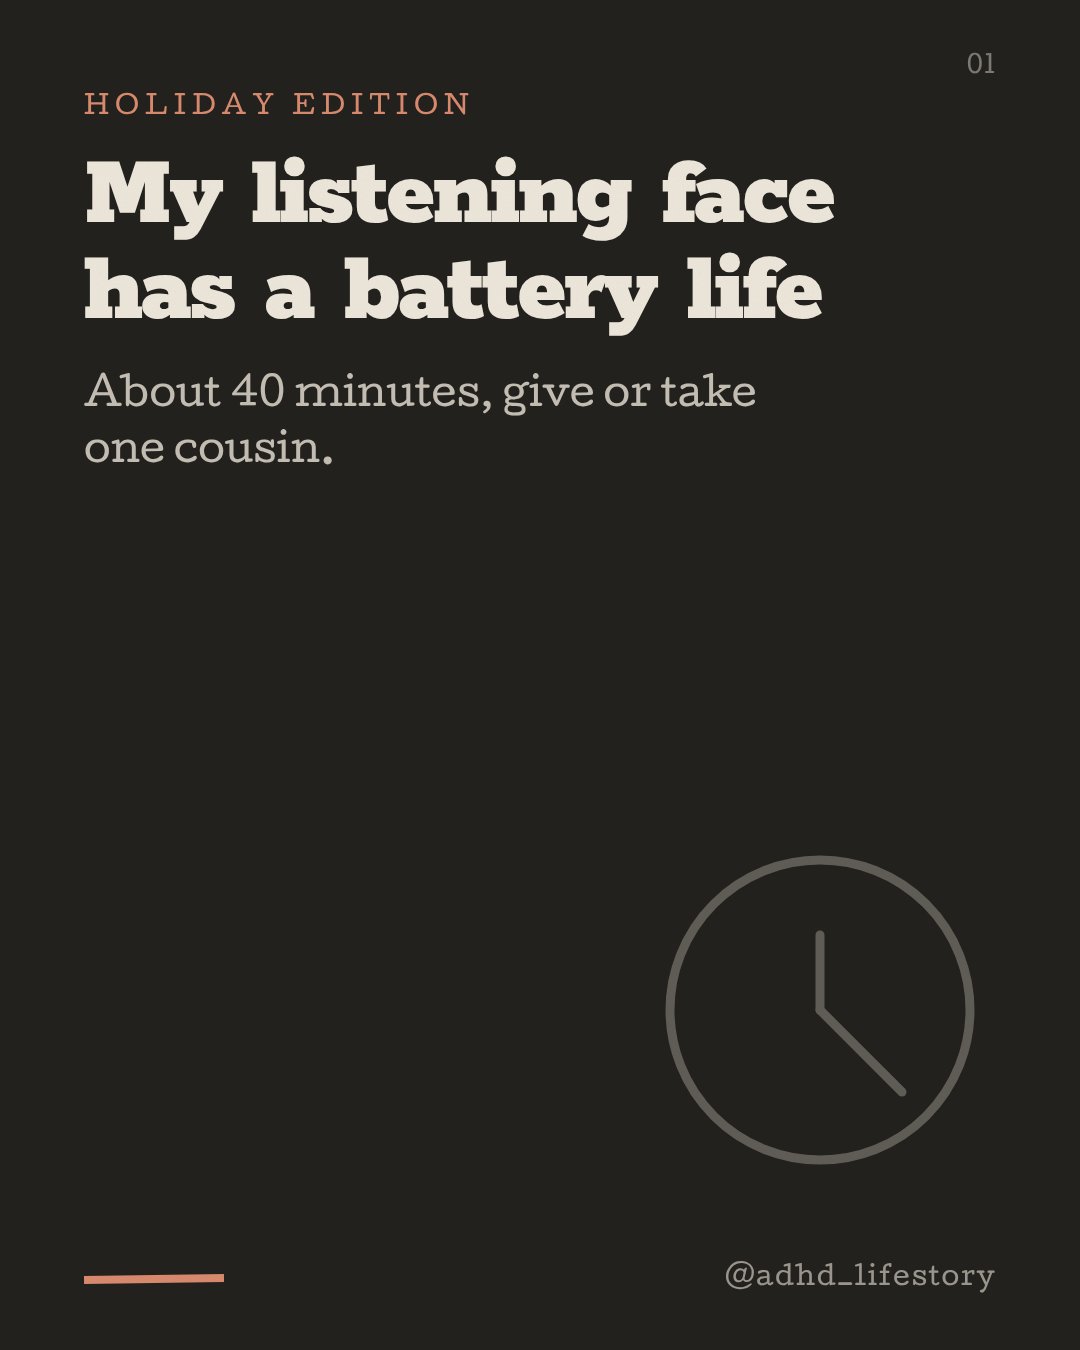 01
HOLIDAY EDITION
My listening face
has a battery life
About 40 minutes, give or take
one cousin.
@adhd_lifestory